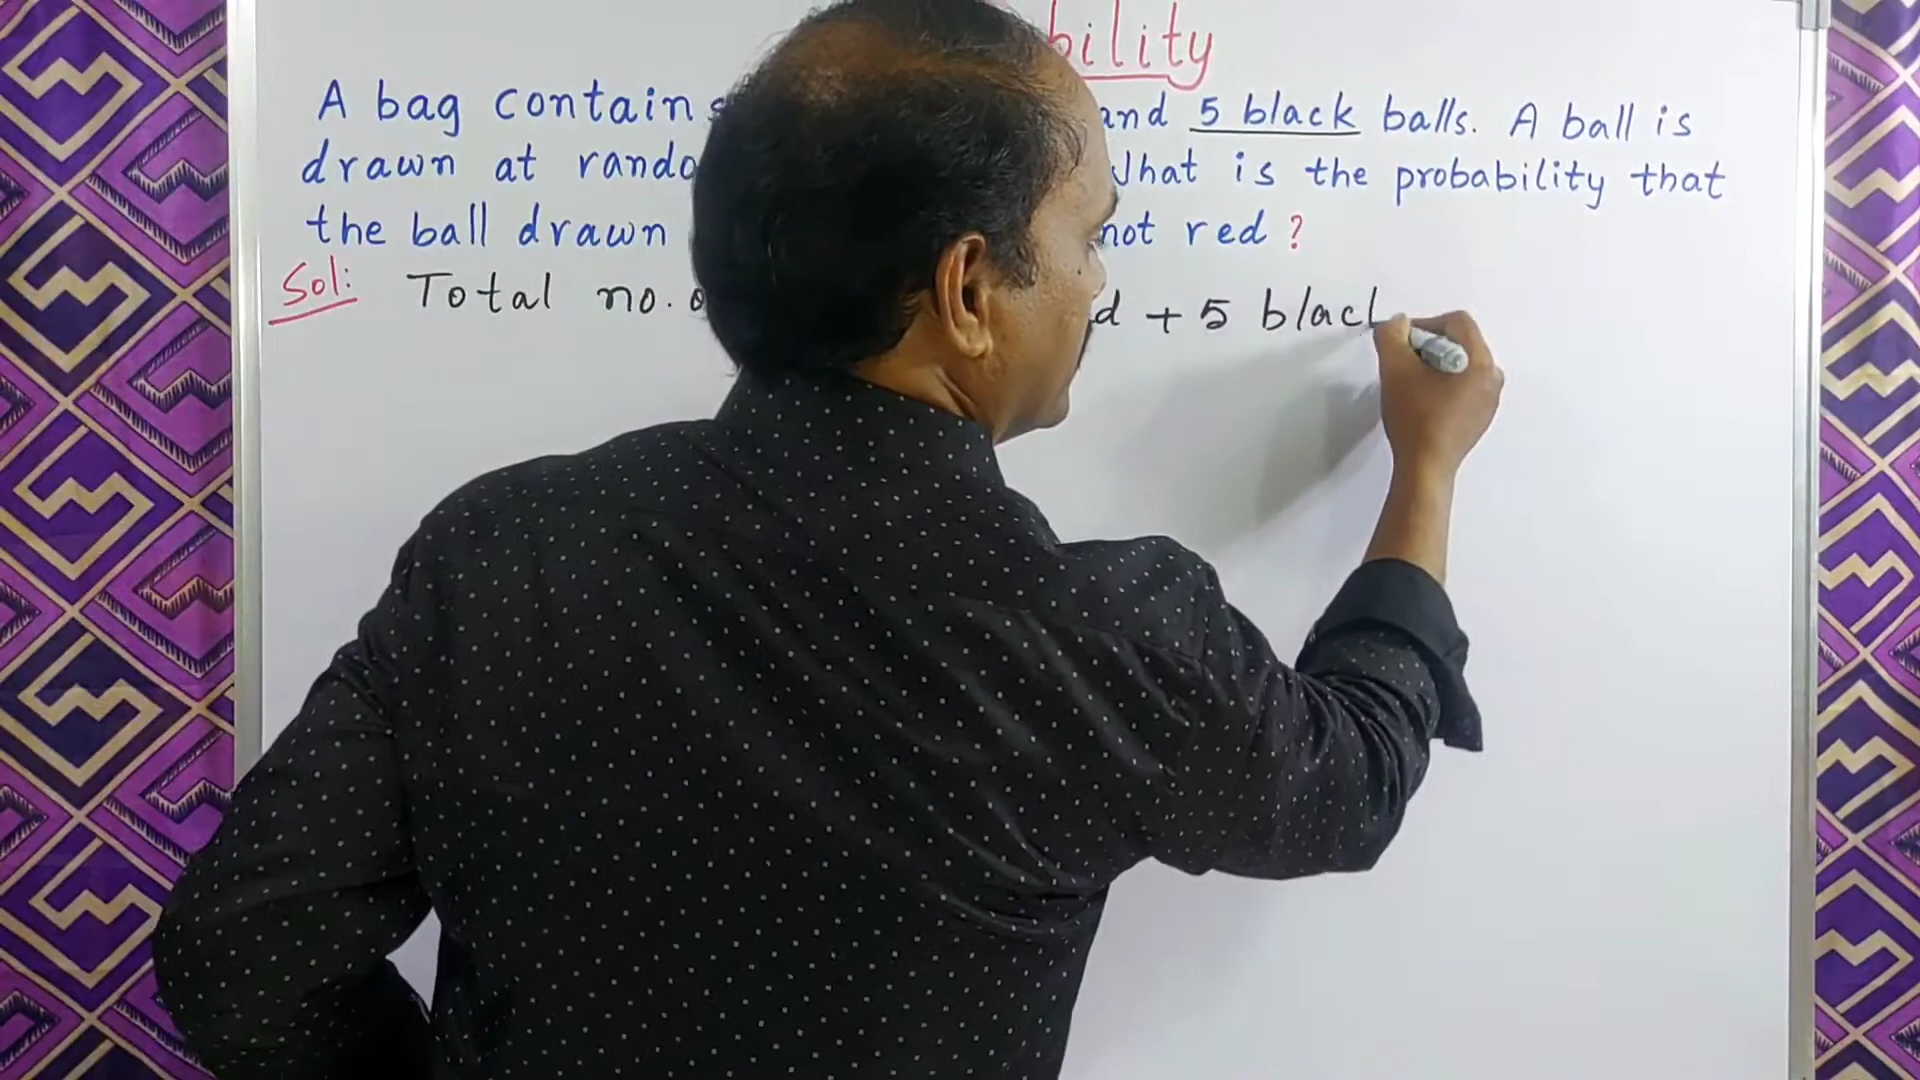 bility
A bag contains and 5 black balls. A ball is
drawn at What is the probability that
the ball drawn not red ?
Sol: Total no. + 5 black